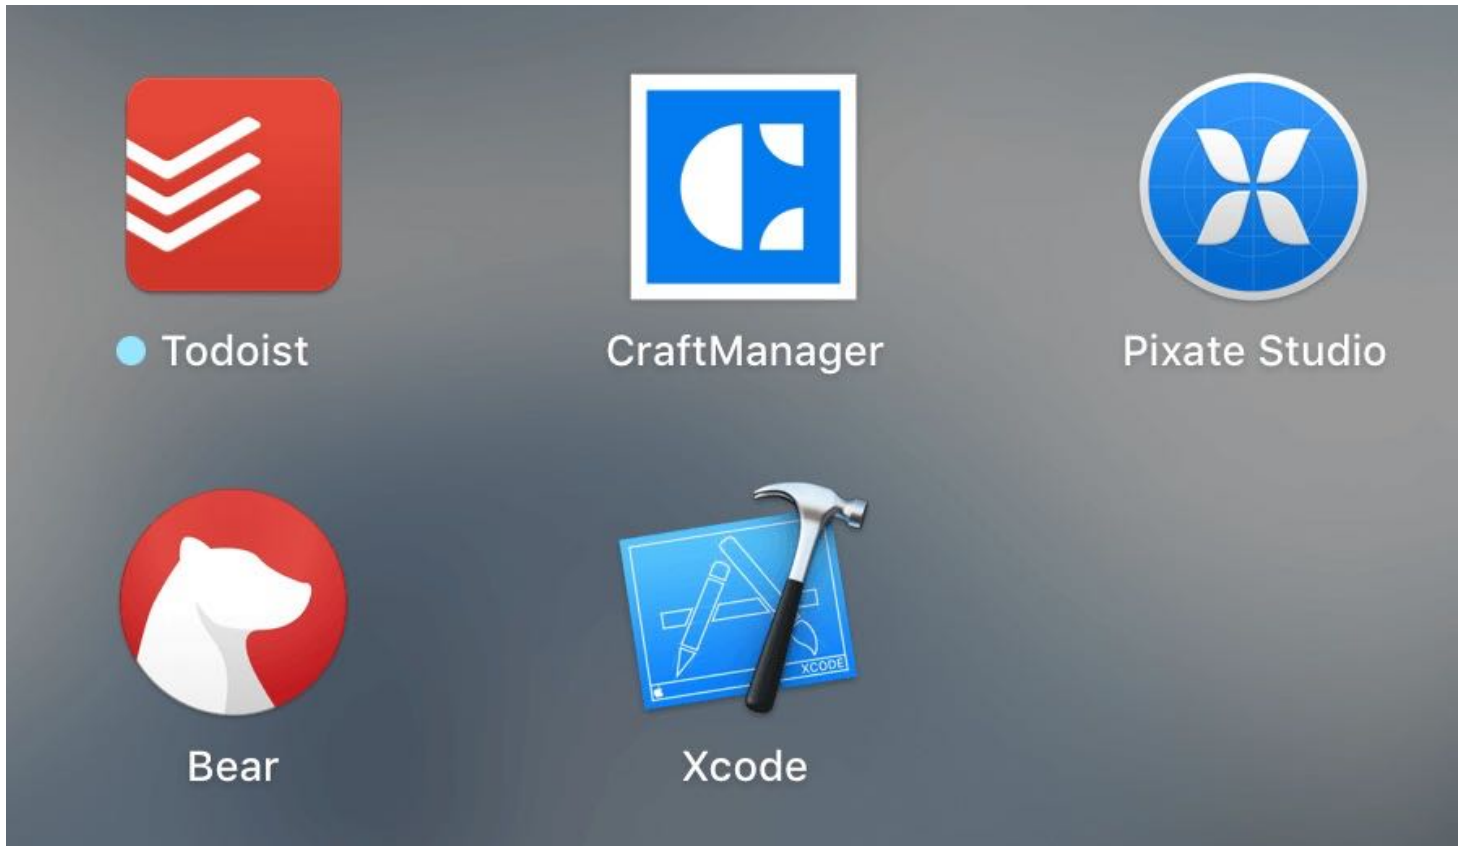 Todoist
CraftManager
Pixate Studio
XCODE
Bear
Xcode